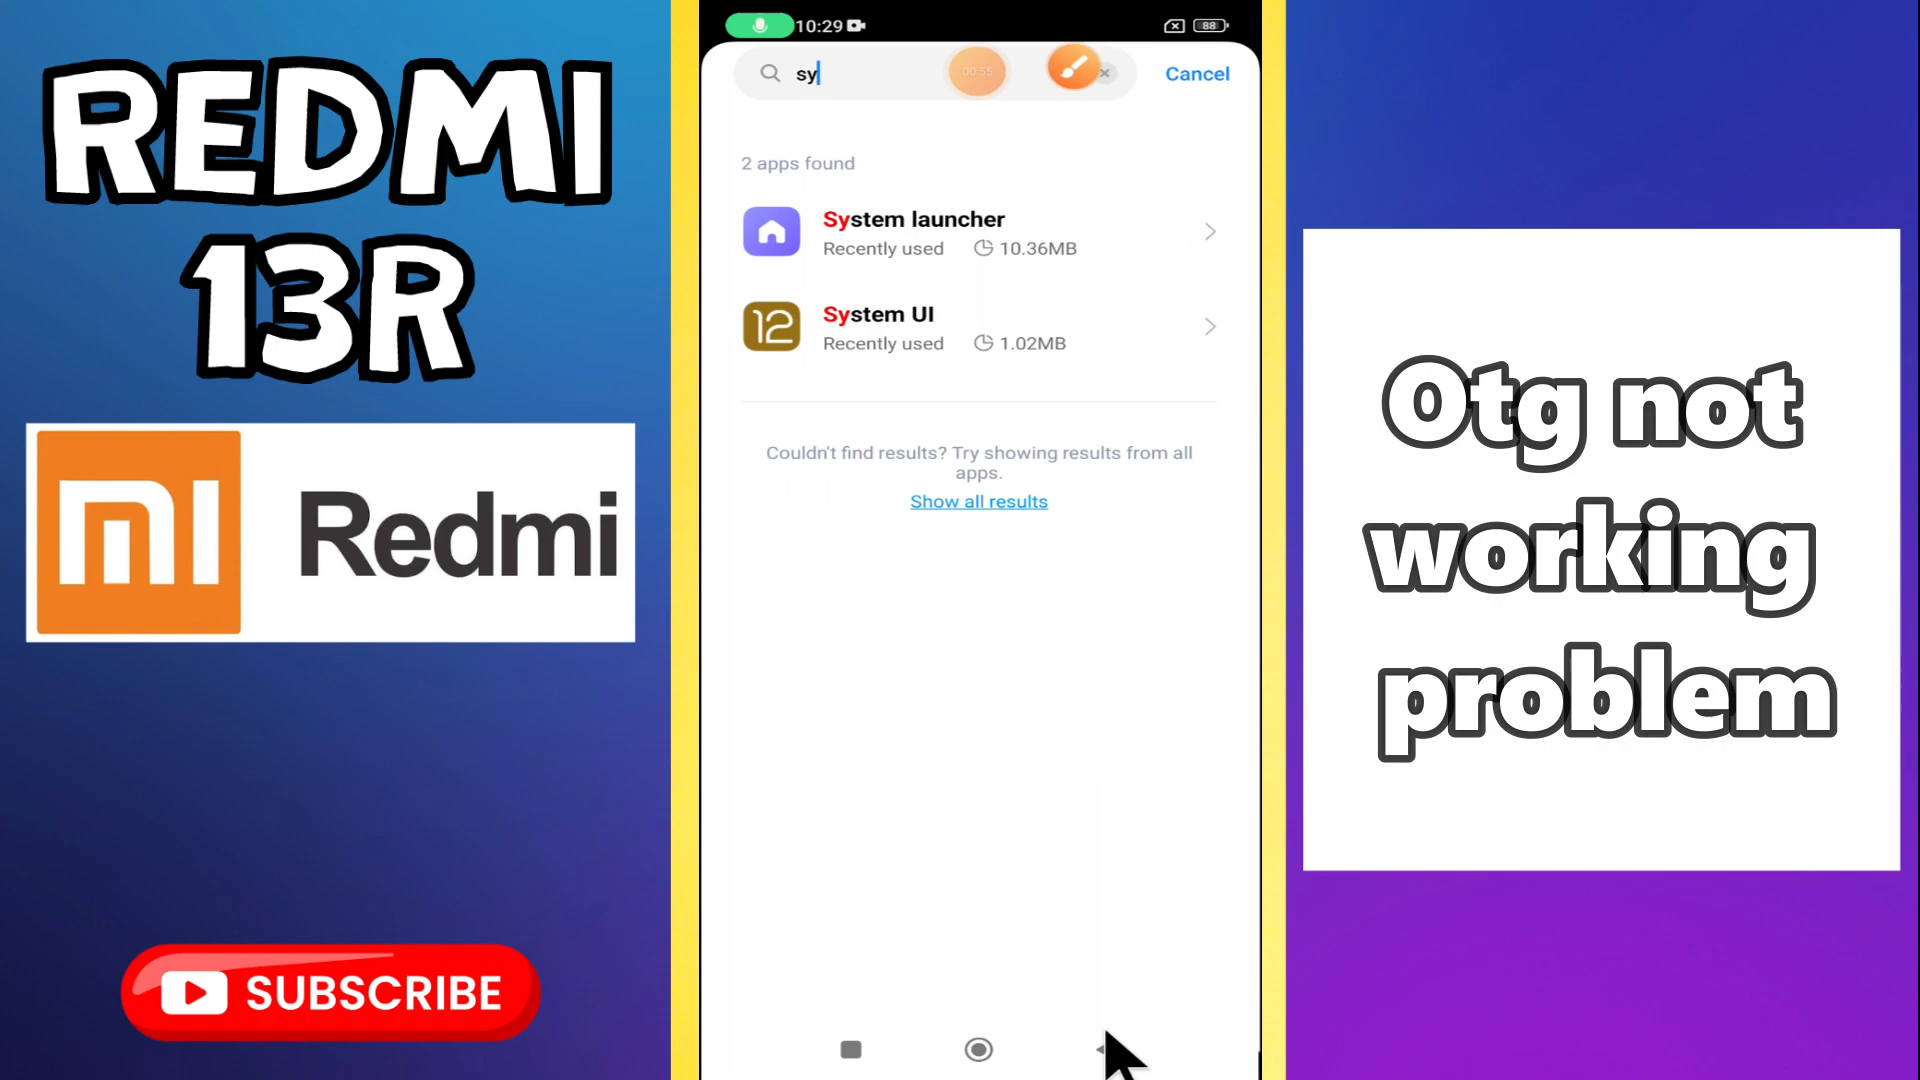 REDMI
13R
mi Redmi
SUBSCRIBE
10:29
88
sy
00:55
Cancel
2 apps found
System launcher
Recently used 10.36MB
12
System UI
Recently used 1.02MB
Couldn't find results? Try showing results from all
apps.
Show all results
Otg not
working
problem